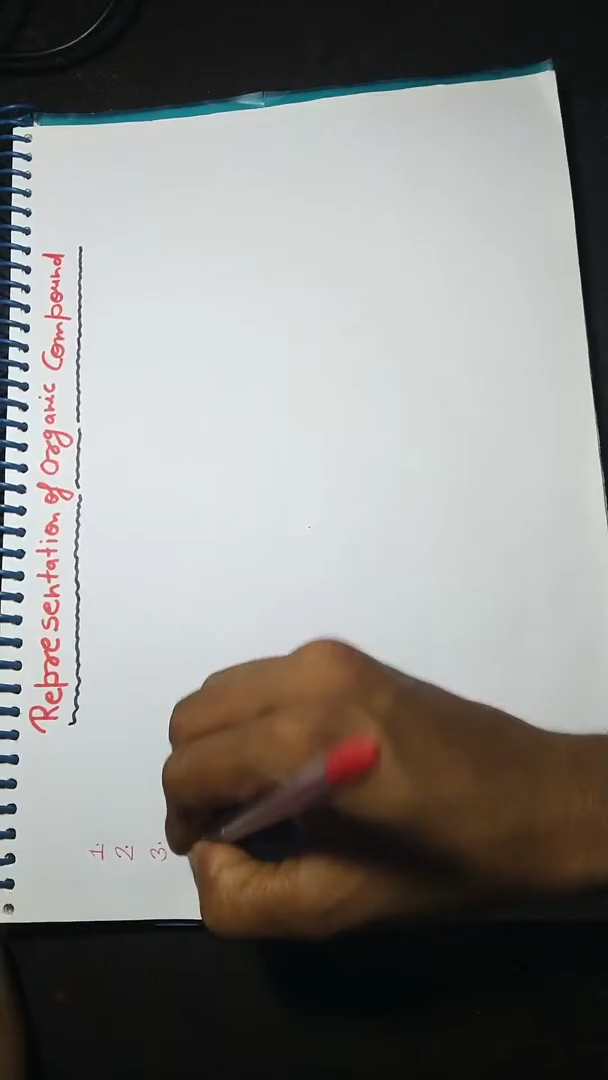 Representation of Organic Compound
1.
2.
3.